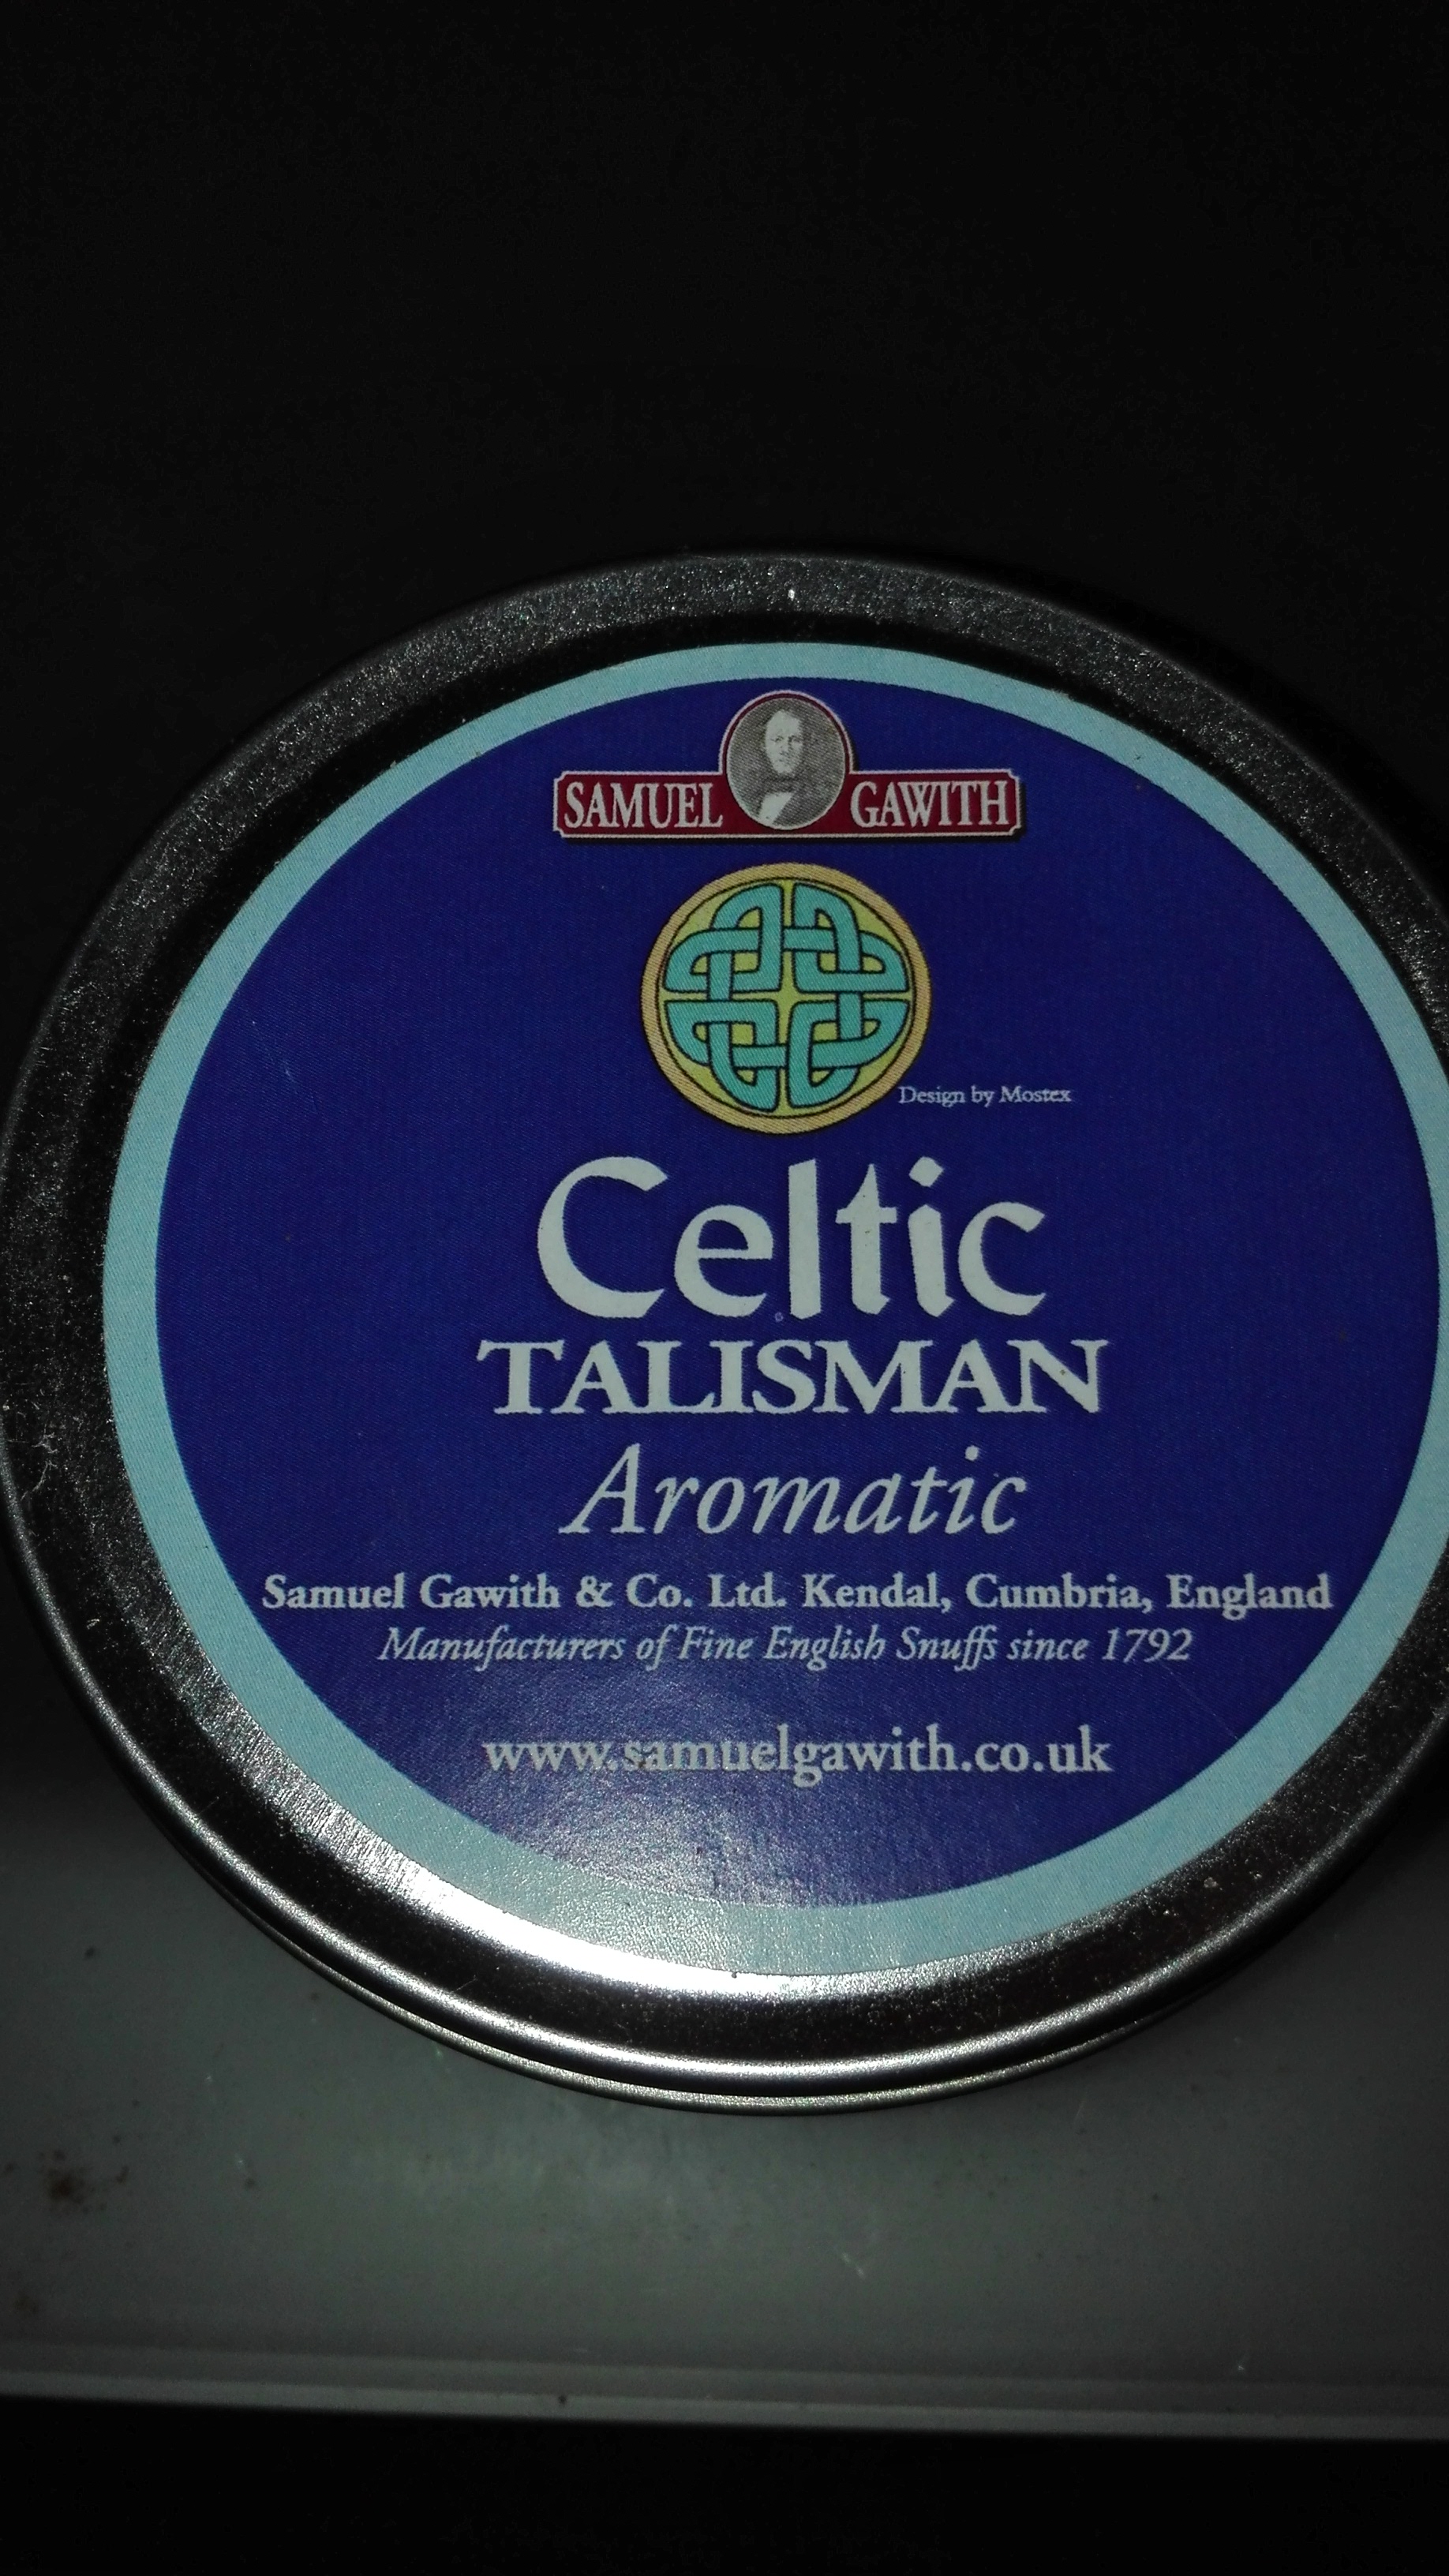 SAMUEL GAWITH
Design by Mostex
Celtic
TALISMAN
Aromatic
Samuel Gawith & Co. Ltd. Kendal, Cumbria, England
Manufacturers of Fine English Snuffs since 1792
www.samuelgawith.co.uk